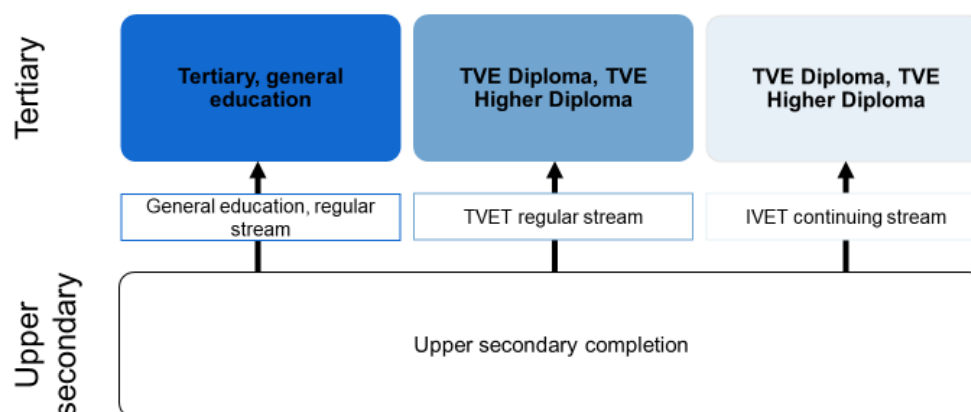 Tertiary
Tertiary, general
education
TVE Diploma, TVE
Higher Diploma
TVE Diploma, TVE
Higher Diploma
General education, regular
stream
TVET regular stream
IVET continuing stream
Upper
secondary
Upper secondary completion